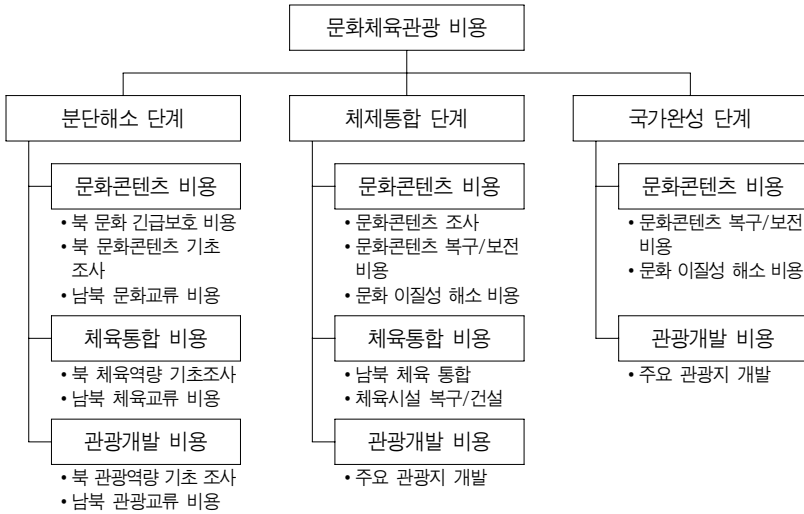 문화체육관광 비용
분단해소 단계
문화콘텐츠 비용
• 북 문화 긴급보호 비용
• 북 문화콘텐츠 기초
조사
• 남북 문화교류 비용
체육통합 비용
• 북 체육역량 기초조사
• 남북 체육교류 비용
관광개발 비용
• 북 관광역량 기초 조사
• 남북 관광교류 비용
체제통합 단계
문화콘텐츠 비용
• 문화콘텐츠 조사
• 문화콘텐츠 복구/보전
비용
• 문화 이질성 해소 비용
체육통합 비용
• 남북 체육 통합
• 체육시설 복구/건설
관광개발 비용
• 주요 관광지 개발
국가완성 단계
문화콘텐츠 비용
• 문화콘텐츠 복구/보전
비용
• 문화 이질성 해소 비용
관광개발 비용
• 주요 관광지 개발